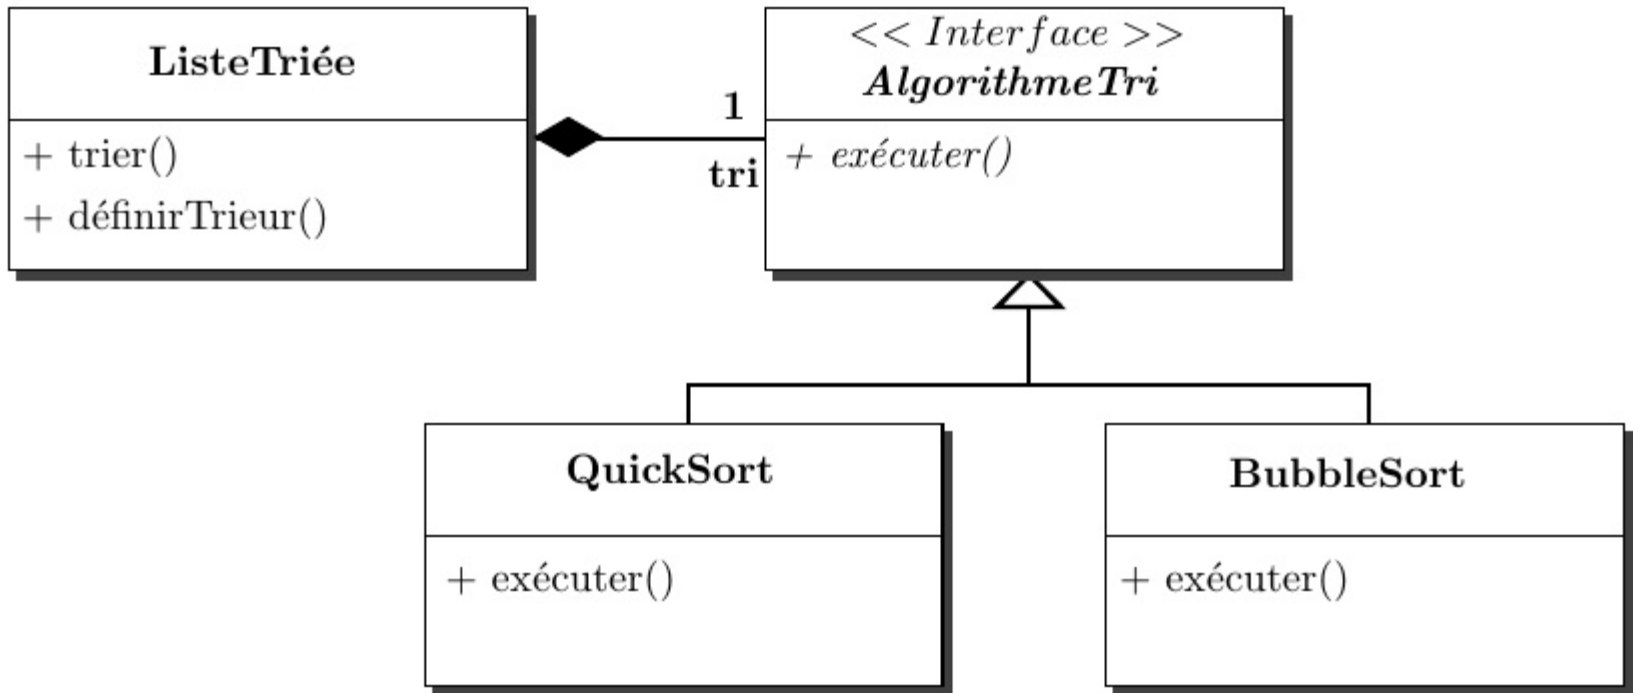 ListeTriée
+ trier()
+ définirTrieur()
1
tri
<< Interface >>
AlgorithmeTri
+ exécuter()
QuickSort
+ exécuter()
BubbleSort
+ exécuter()